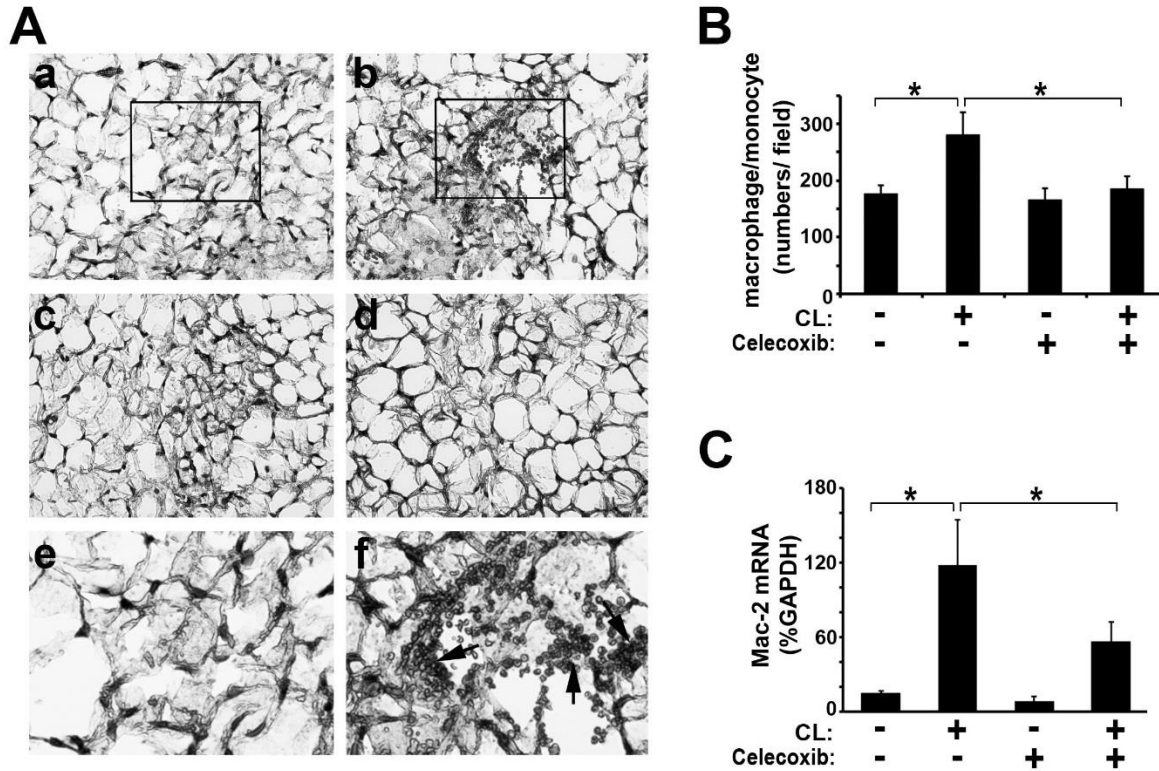 A
a
b
c
d
e
f
B
* *
macrophage/monocyte
(numbers/ field)
300
200
100
0
CL: - + - +
Celecoxib: - - + +
C
* *
Mac-2 mRNA
(%GAPDH)
180
120
60
0
CL: - + - +
Celecoxib: - - + +